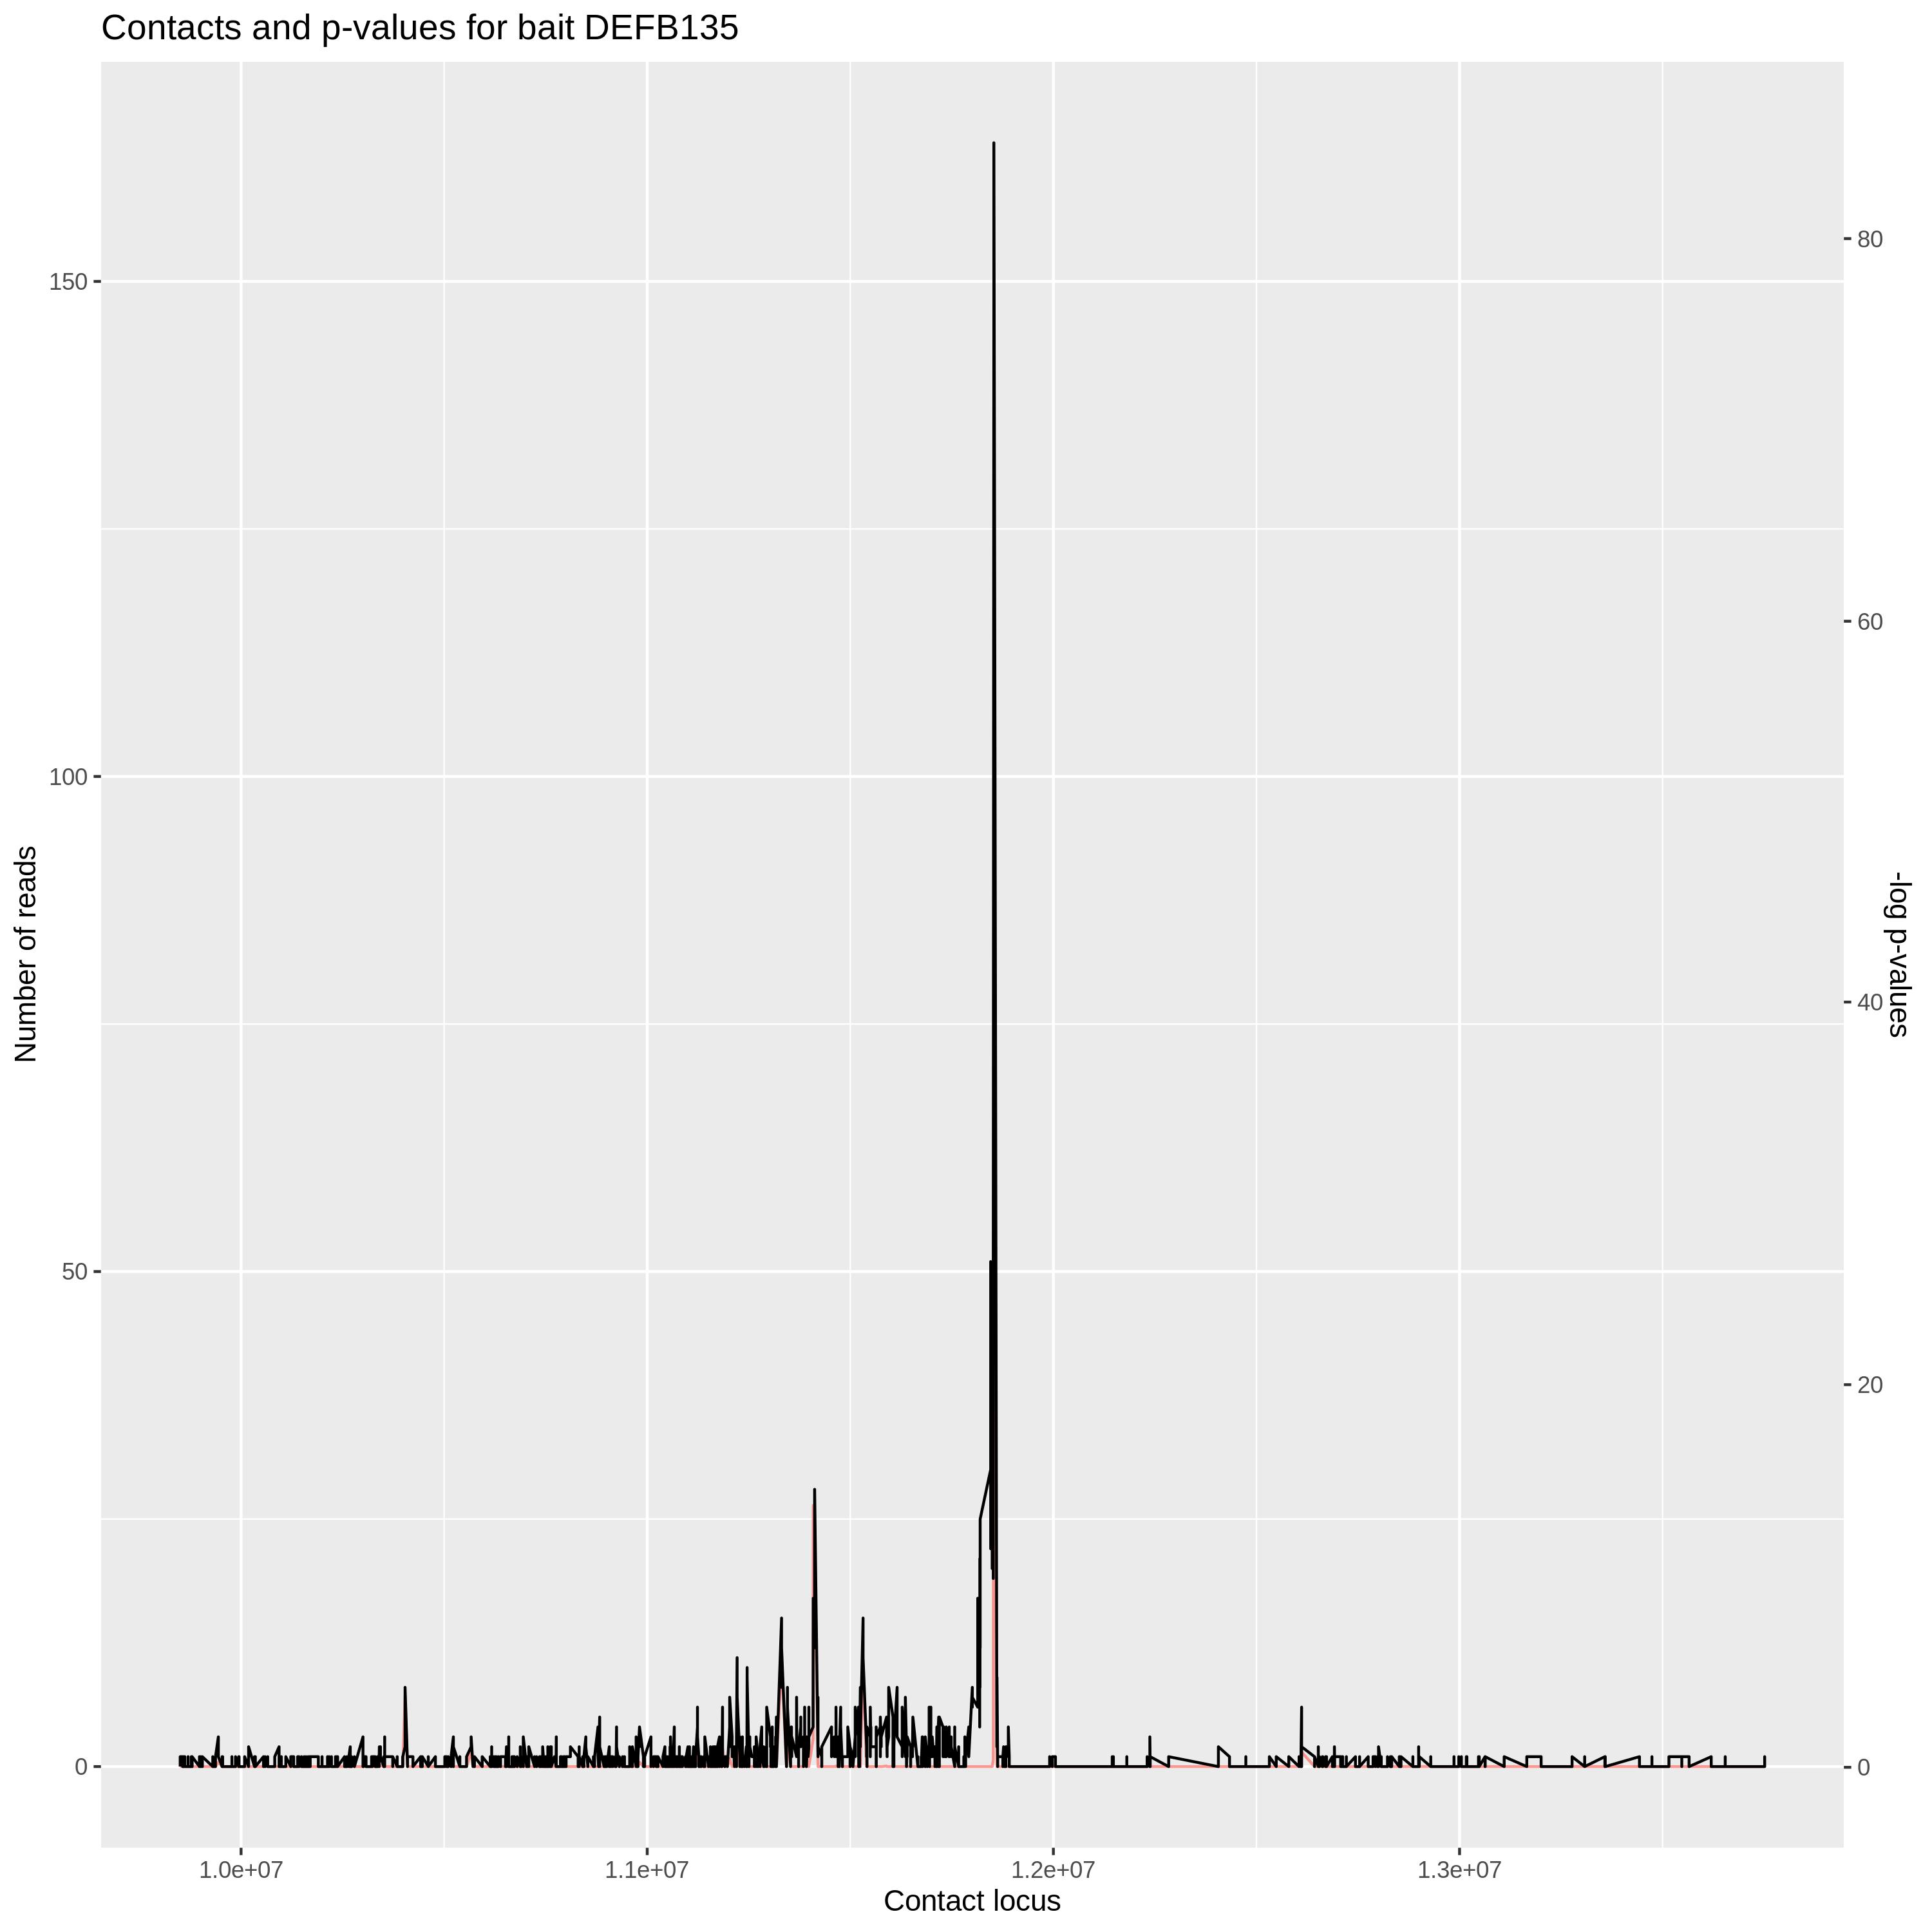 Contacts and p-values for bait DEFB135
150
100
50
0
Number of reads
80
60
40
20
0
-log p-values
1.0e+07 1.1e+07 1.2e+07 1.3e+07
Contact locus